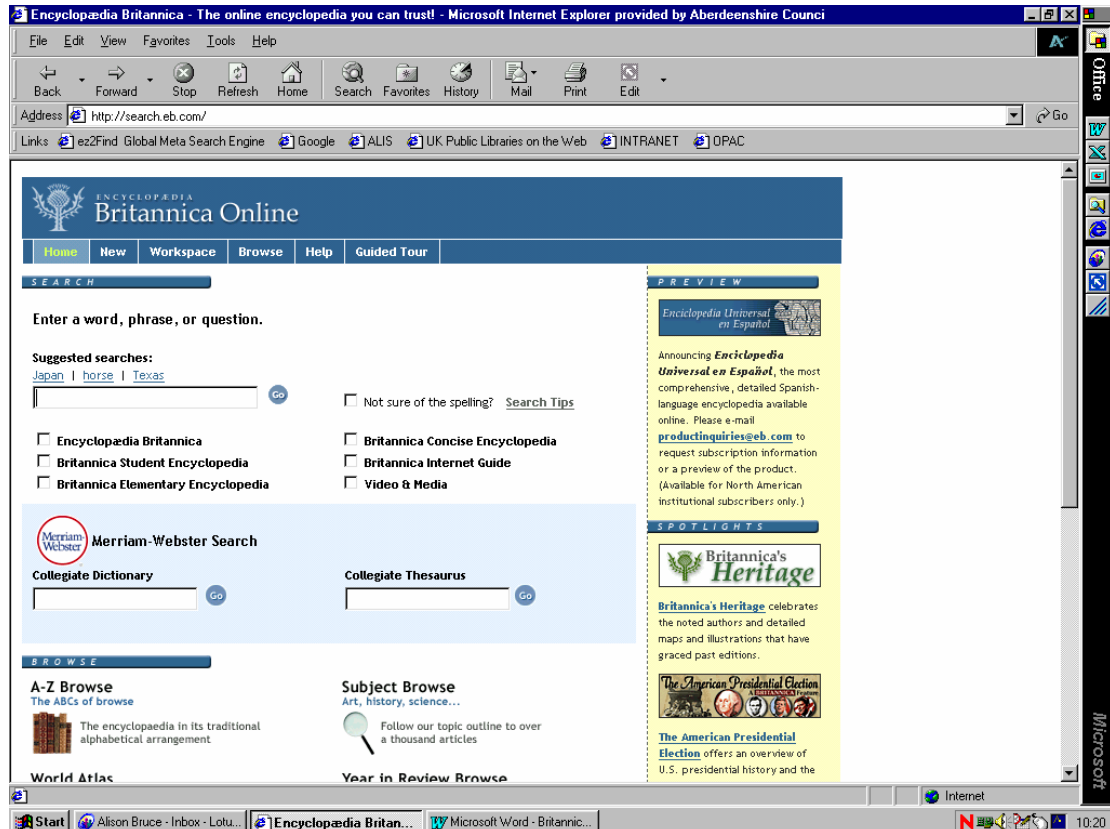 Encyclopædia Britannica - The online encyclopedia you can trust! - Microsoft Internet Explorer provided by Aberdeenshire Counci
File Edit View Favorites Tools Help
Back Forward Stop Refresh Home Search Favorites History Mail Print Edit
Address http://search.eb.com/ Go
Links ez2Find Global Meta Search Engine Google ALIS UK Public Libraries on the Web INTRANET OPAC
ENCYCLOPÆDIA
Britannica Online
Home New Workspace Browse Help Guided Tour
SEARCH
Enter a word, phrase, or question.
Suggested searches:
Japan | horse | Texas
Go
Not sure of the spelling? Search Tips
Encyclopædia Britannica
Britannica Concise Encyclopedia
Britannica Student Encyclopedia
Britannica Internet Guide
Britannica Elementary Encyclopedia
Video & Media
Merriam-Webster
Merriam-Webster Search
Collegiate Dictionary
Go
Collegiate Thesaurus
Go
BROWSE
A-Z Browse
The ABCs of browse
The encyclopaedia in its traditional
alphabetical arrangement
Subject Browse
Art, history, science...
Follow our topic outline to over
a thousand articles
World Atlas
Year in Review Browse
PREVIEW
Enciclopedia Universal
en Español
Announcing Enciclopedia
Universal en Español, the most
comprehensive, detailed Spanish-
language encyclopedia available
online. Please e-mail
productinquiries@eb.com to
request subscription information
or a preview of the product.
(Available for North American
institutional subscribers only.)
SPOTLIGHTS
Britannica's
Heritage
Britannica's Heritage celebrates
the noted authors and detailed
maps and illustrations that have
graced past editions.
The American Presidential Election
A BRITANNICA Feature
The American Presidential
Election offers an overview of
U.S. presidential history and the
Office
Microsoft
Internet
Start Alison Bruce - Inbox - Lotu... Encyclopædia Britan... Microsoft Word - Britannic... 10:20